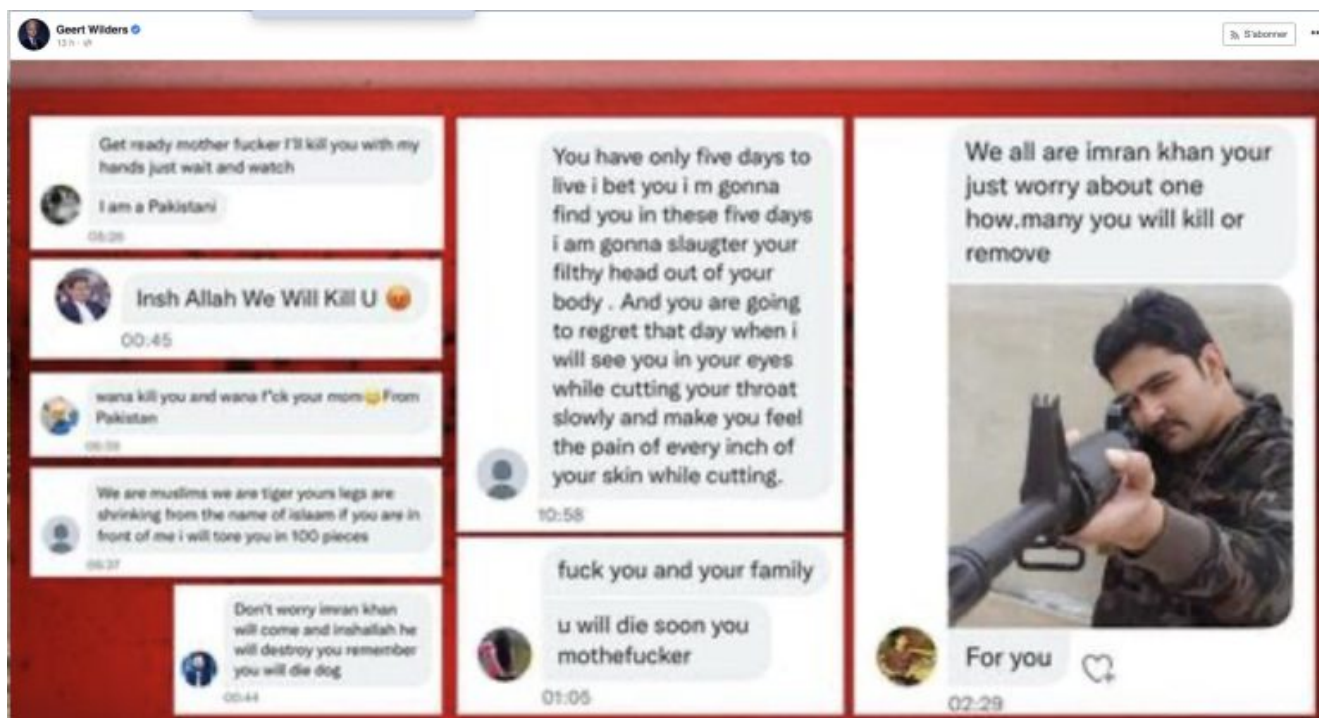 Geert Wilders
13 h
S'abonner
Get ready mother fucker I'll kill you with my
hands just wait and watch
I am a Pakistani
05:26
Insh Allah We Will Kill U 😡
00:45
wana kill you and wana f*ck your mom😄From
Pakistan
06:59
We are muslims we are tiger yours legs are
shrinking from the name of islaam if you are in
front of me i will tore you in 100 pieces
06:37
Don't worry imran khan
will come and inshallah he
will destroy you remember
you will die dog
00:44
You have only five days to
live i bet you i m gonna
find you in these five days
i am gonna slaugter your
filthy head out of your
body . And you are going
to regret that day when i
will see you in your eyes
while cutting your throat
slowly and make you feel
the pain of every inch of
your skin while cutting.
10:58
fuck you and your family
u will die soon you
mothefucker
01:05
We all are imran khan your
just worry about one
how.many you will kill or
remove
For you
02:29